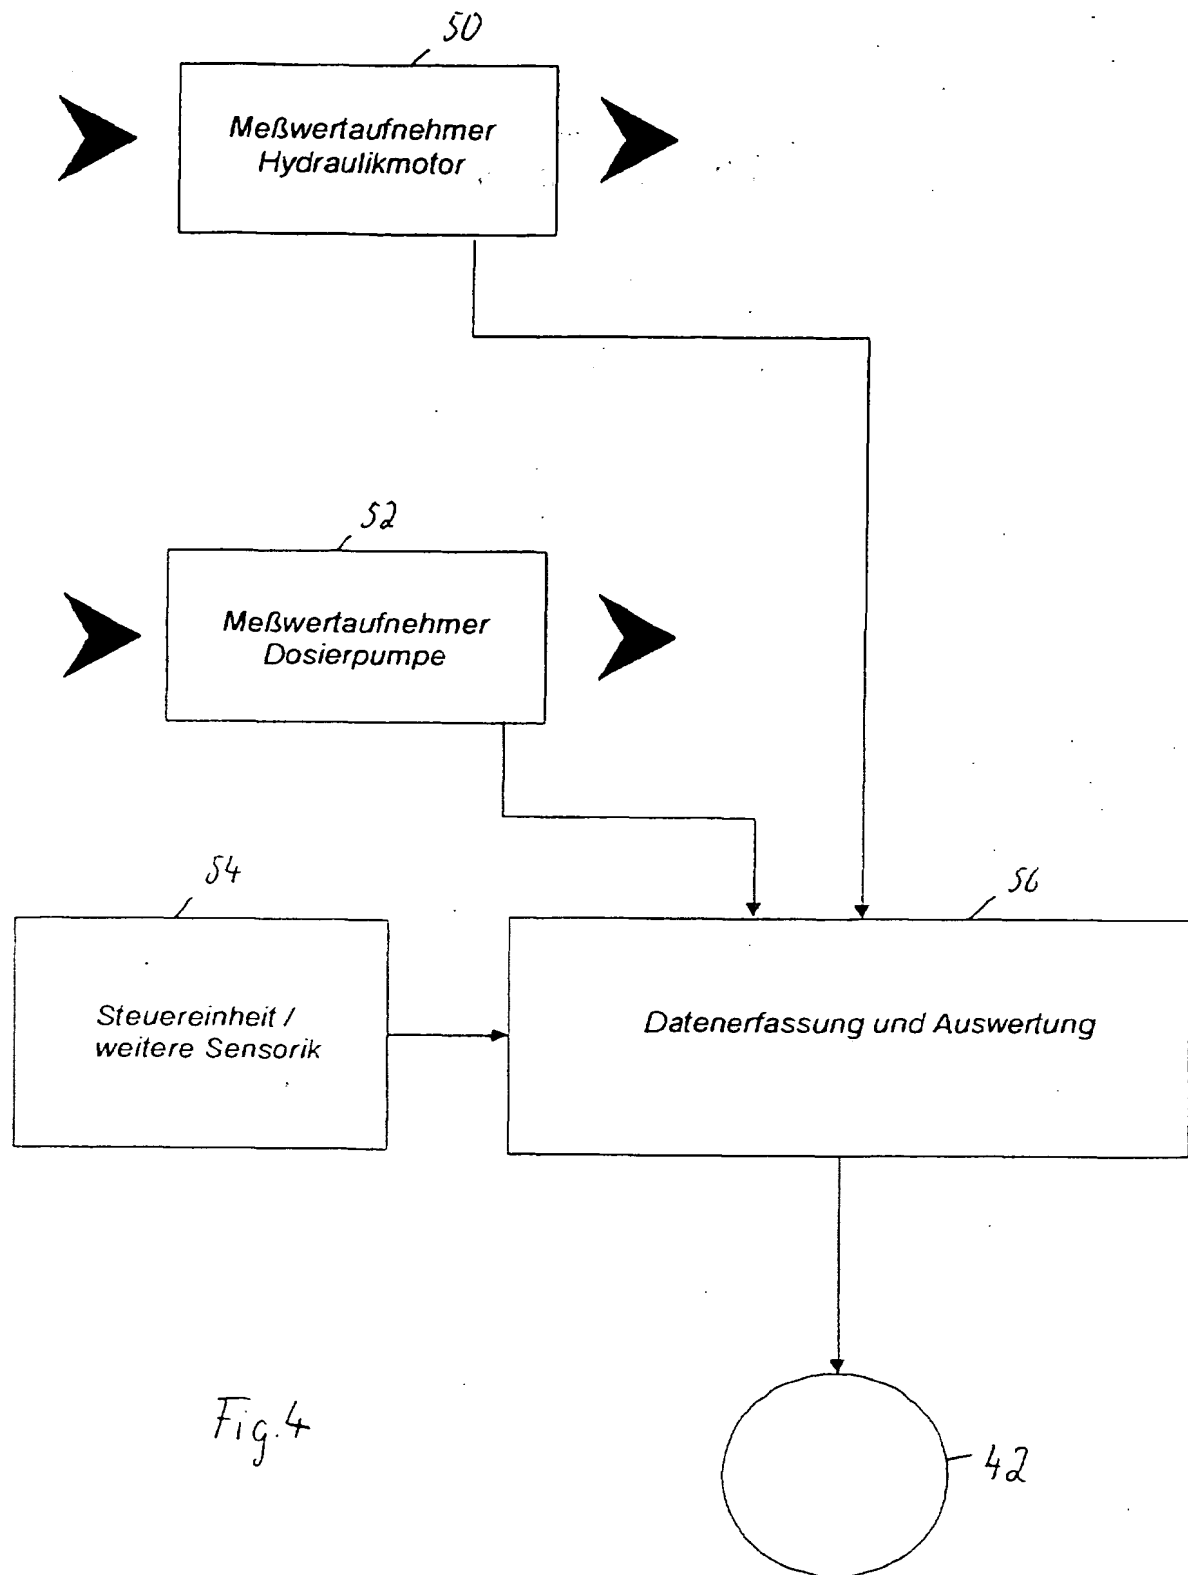 50
Meßwertaufnehmer
Hydraulikmotor
52
Meßwertaufnehmer
Dosierpumpe
54
56
Steuereinheit /
weitere Sensorik
Datenerfassung und Auswertung
Fig. 4
42